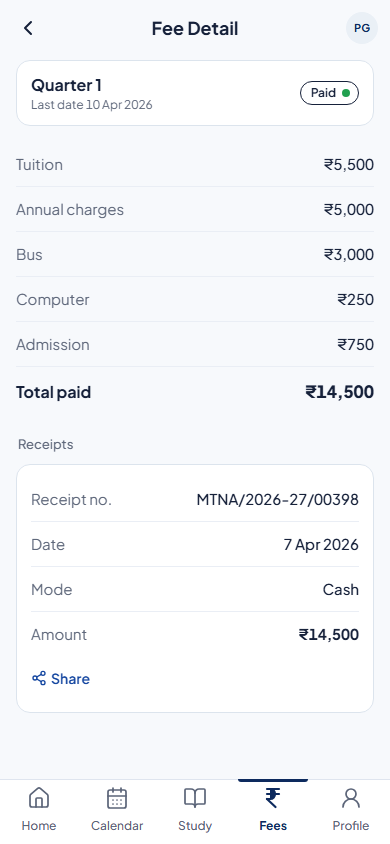 Fee Detail
PG
Quarter 1
Last date 10 Apr 2026
Paid
Tuition ₹5,500
Annual charges ₹5,000
Bus ₹3,000
Computer ₹250
Admission ₹750
Total paid ₹14,500
Receipts
Receipt no. MTNA/2026-27/00398
Date 7 Apr 2026
Mode Cash
Amount ₹14,500
Share
Home Calendar Study Fees Profile